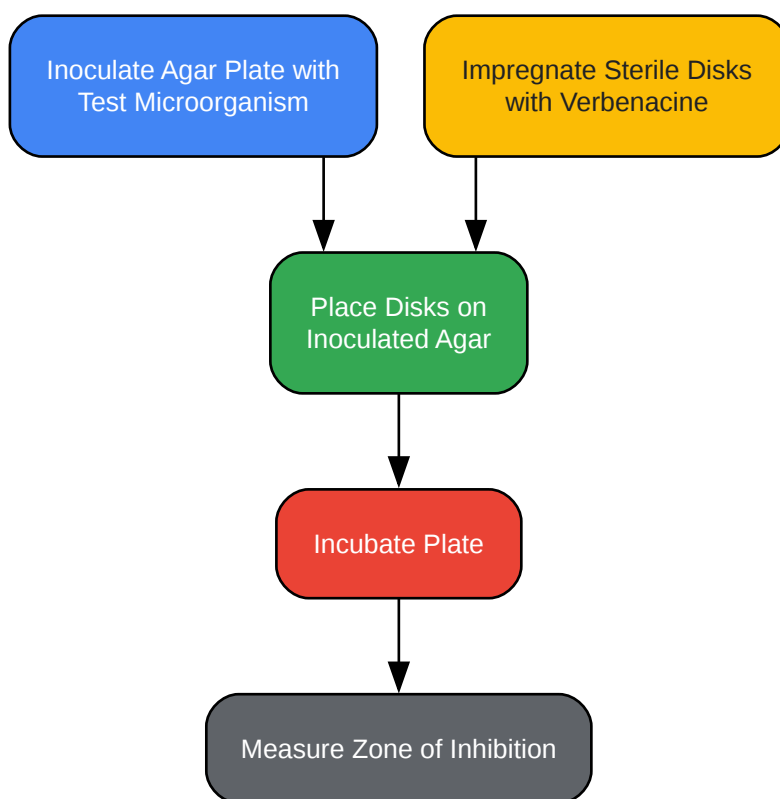 Inoculate Agar Plate with
Test Microorganism
Impregnate Sterile Disks
with Verbenacine
Place Disks on
Inoculated Agar
Incubate Plate
Measure Zone of Inhibition